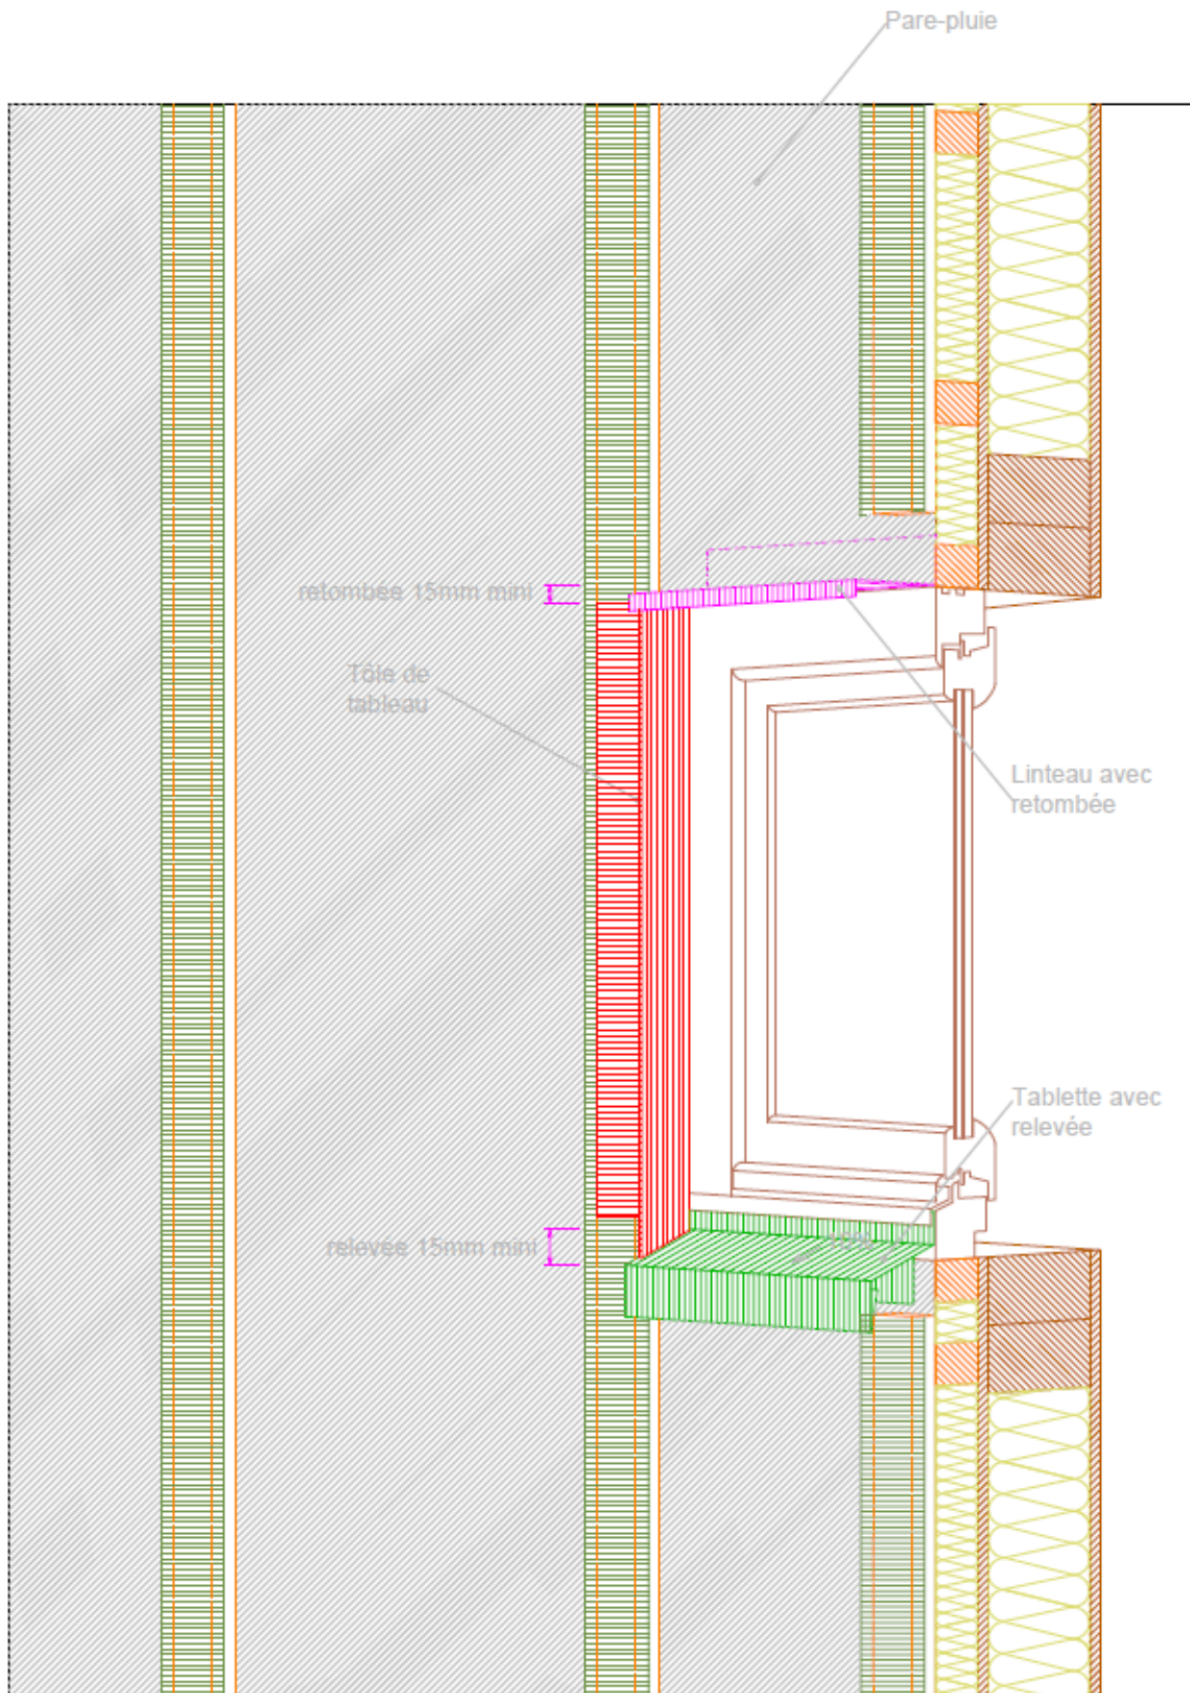 Pare-pluie
retombée 15mm mini
Tôle de
tableau
Linteau avec
retombée
Tablette avec
relevée
relevée 15mm mini